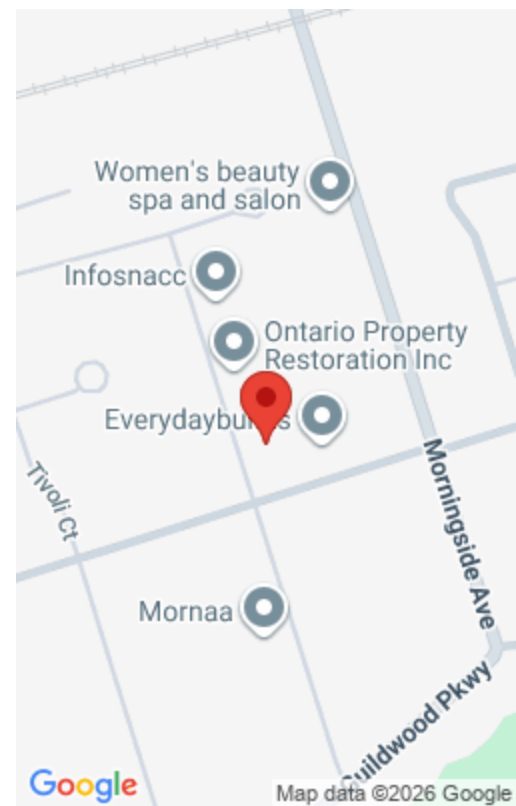 Women's beauty
spa and salon
Infosnacc
Ontario Property
Restoration Inc
Tivoli Ct
Morningside Ave
Mornaa
Guildwood Pkwy
Google
Map data ©2026 Google